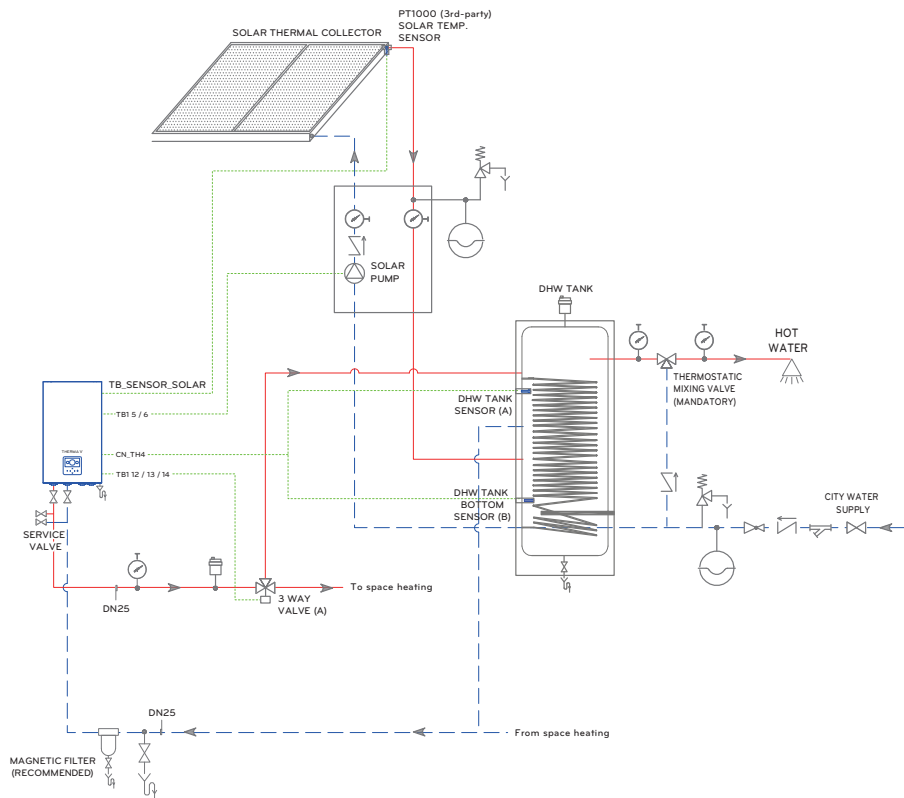 PT1000 (3rd-party)
SOLAR TEMP.
SENSOR
SOLAR THERMAL COLLECTOR
SOLAR
PUMP
DHW TANK
HOT
WATER
THERMOSTATIC
MIXING VALVE
(MANDATORY)
TB_SENSOR_SOLAR
DHW TANK
SENSOR (A)
TB1 5 / 6
THERMA V
CN_TH4
TB1 12 / 13 / 14
DHW TANK
BOTTOM
SENSOR (B)
CITY WATER
SUPPLY
SERVICE
VALVE
To space heating
DN25
3 WAY
VALVE (A)
DN25
From space heating
MAGNETIC FILTER
(RECOMMENDED)